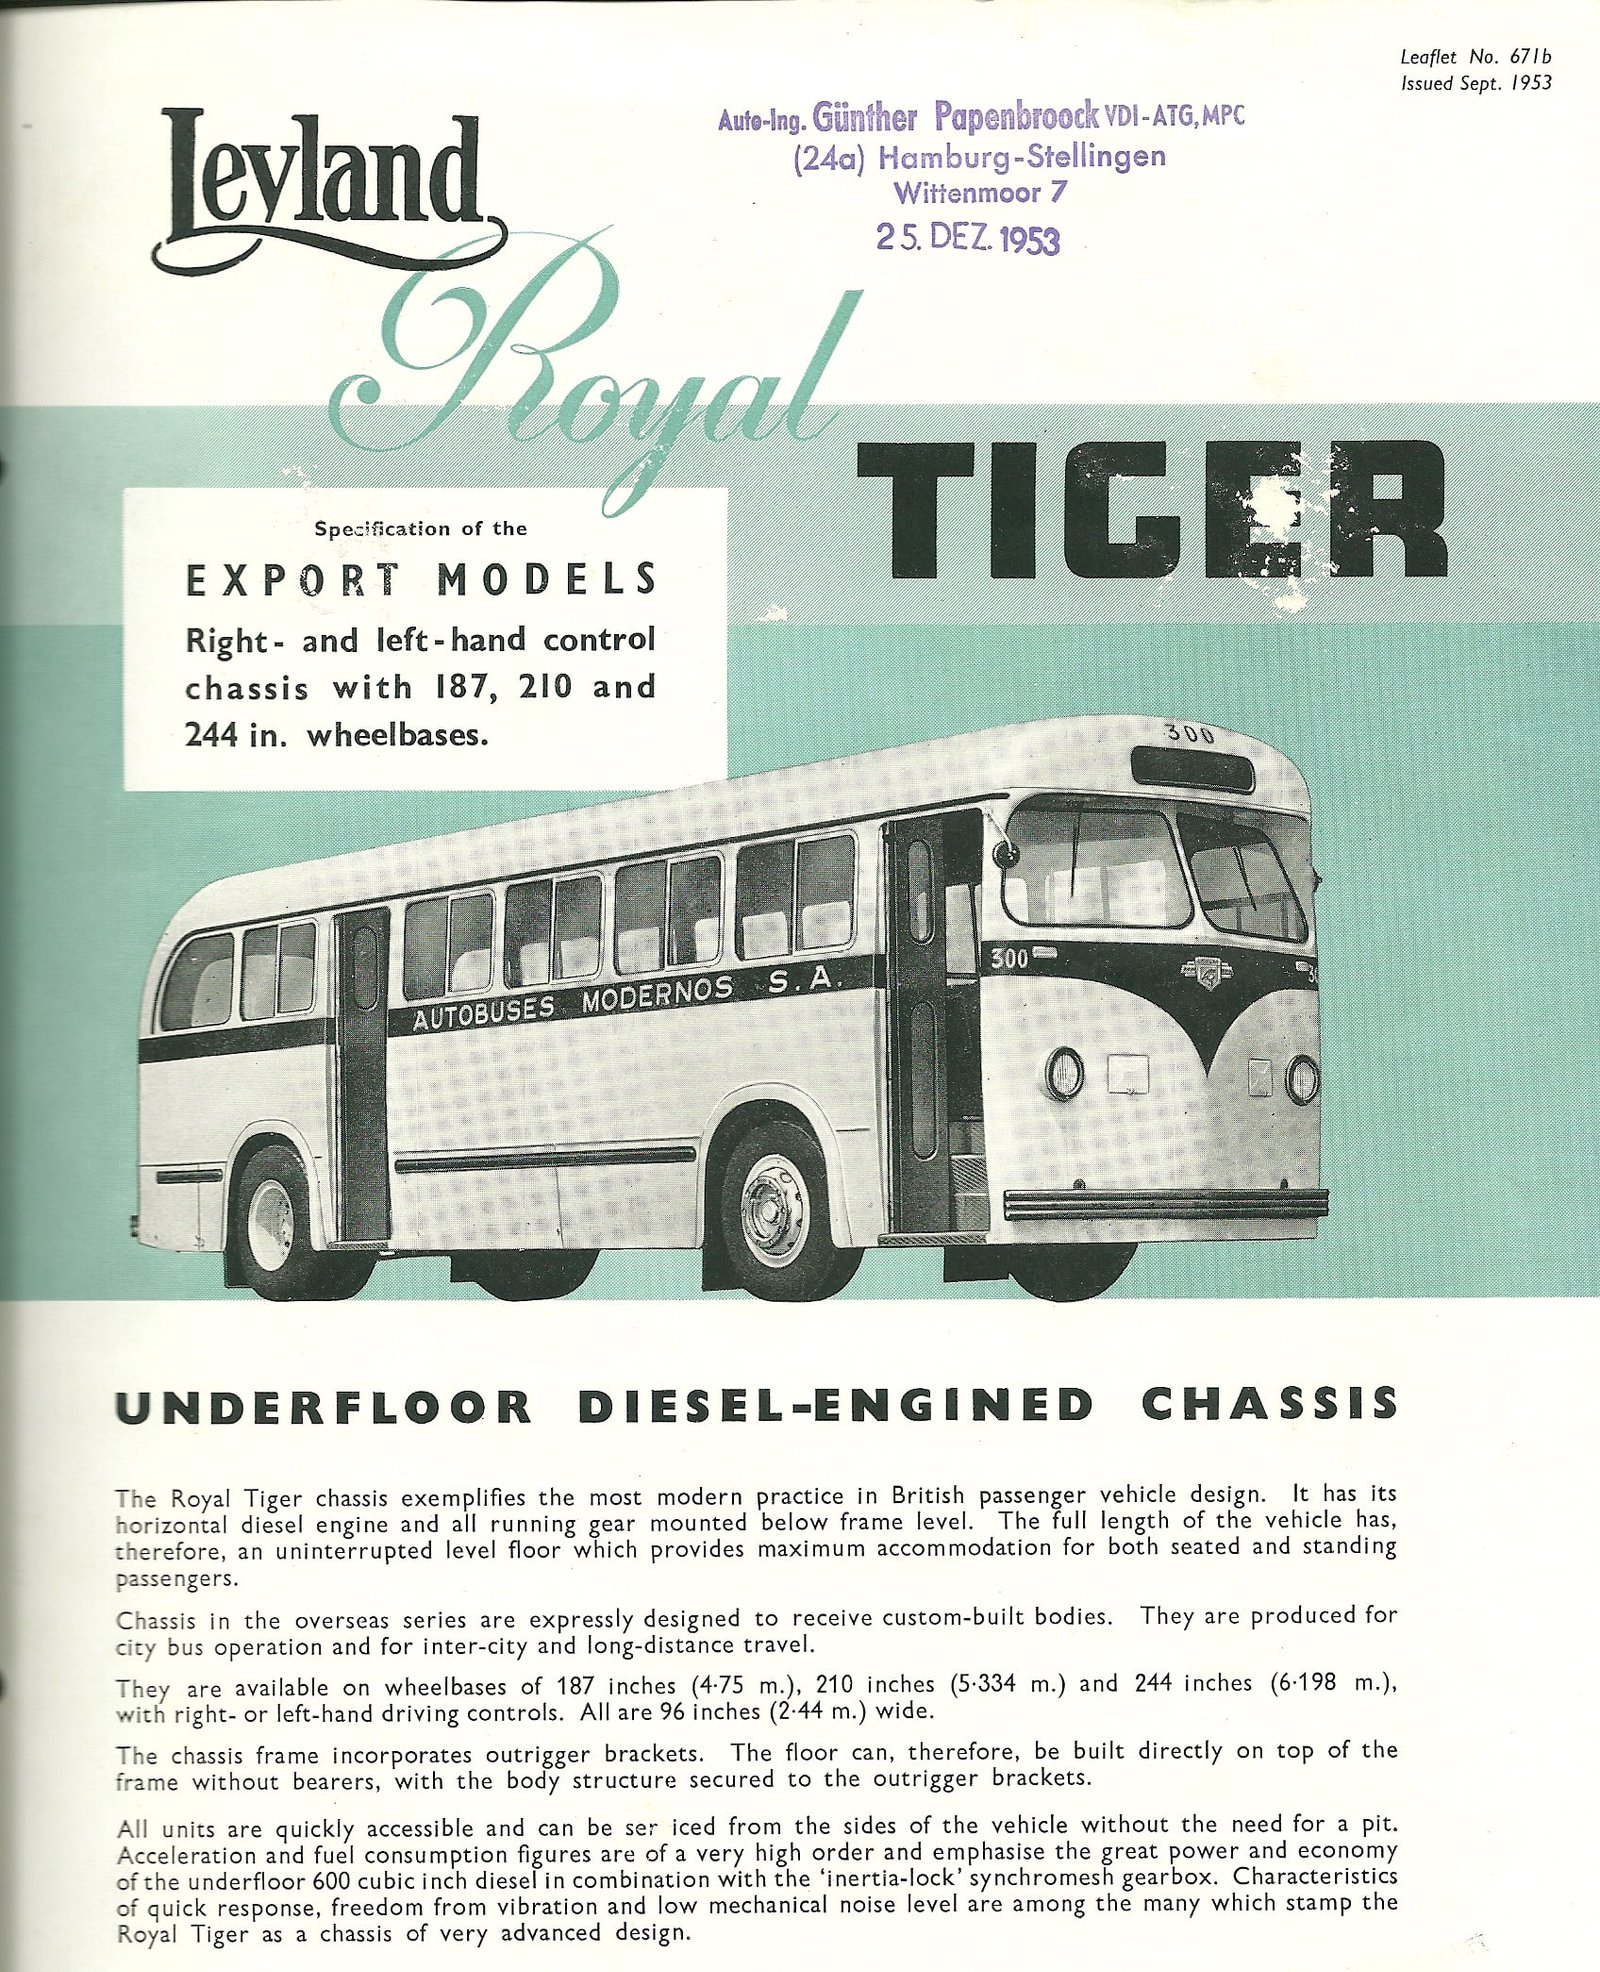 Leaflet No. 671b
Issued Sept. 1953
Auto-Ing. Günther Papenbroock VDI-ATG, MPC
(24a) Hamburg-Stellingen
Wittenmoor 7
25. DEZ. 1953
Leyland
Royal
TIGER
Specification of the
EXPORT MODELS
Right- and left-hand control
chassis with 187, 210 and
244 in. wheelbases.
300
300
AUTOBUSES MODERNOS S.A.
UNDERFLOOR DIESEL-ENGINED CHASSIS
The Royal Tiger chassis exemplifies the most modern practice in British passenger vehicle design. It has its
horizontal diesel engine and all running gear mounted below frame level. The full length of the vehicle has,
therefore, an uninterrupted level floor which provides maximum accommodation for both seated and standing
passengers.
Chassis in the overseas series are expressly designed to receive custom-built bodies. They are produced for
city bus operation and for inter-city and long-distance travel.
They are available on wheelbases of 187 inches (4·75 m.), 210 inches (5·334 m.) and 244 inches (6·198 m.),
with right- or left-hand driving controls. All are 96 inches (2·44 m.) wide.
The chassis frame incorporates outrigger brackets. The floor can, therefore, be built directly on top of the
frame without bearers, with the body structure secured to the outrigger brackets.
All units are quickly accessible and can be ser iced from the sides of the vehicle without the need for a pit.
Acceleration and fuel consumption figures are of a very high order and emphasise the great power and economy
of the underfloor 600 cubic inch diesel in combination with the 'inertia-lock' synchromesh gearbox. Characteristics
of quick response, freedom from vibration and low mechanical noise level are among the many which stamp the
Royal Tiger as a chassis of very advanced design.